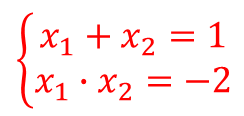 x₁ + x₂ = 1
x₁ · x₂ = −2